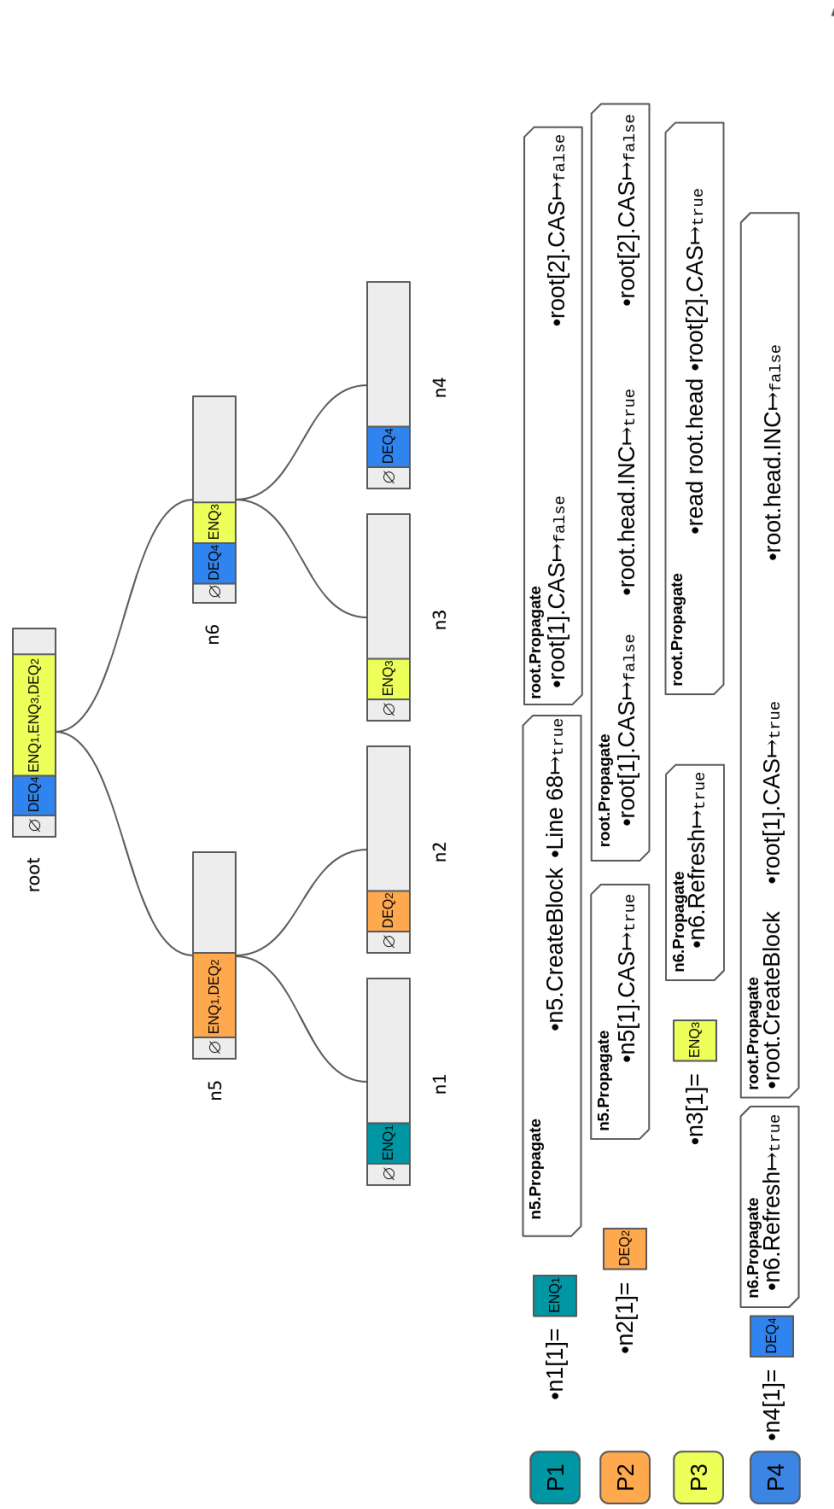 root
∅ DEQ4 ENQ1,ENQ3,DEQ2
n5
∅ ENQ1,DEQ2
n6
∅ DEQ4 ENQ3
∅ ENQ1
n1
∅ DEQ2
n2
∅ ENQ3
n3
∅ DEQ4
n4
P1
•n1[1]= ENQ1
n5.Propagate
•n5.CreateBlock •Line 68↦true
root.Propagate
•root[1].CAS↦false •root[2].CAS↦false
P2
•n2[1]= DEQ2
n5.Propagate
•n5[1].CAS↦true
root.Propagate
•root[1].CAS↦false •root.head.INC↦true •root[2].CAS↦false
P3
•n3[1]= ENQ3
n6.Propagate
•n6.Refresh↦true
root.Propagate
•read root.head •root[2].CAS↦true
P4
•n4[1]= DEQ4
n6.Propagate
•n6.Refresh↦true
root.Propagate
•root.CreateBlock •root[1].CAS↦true •root.head.INC↦false